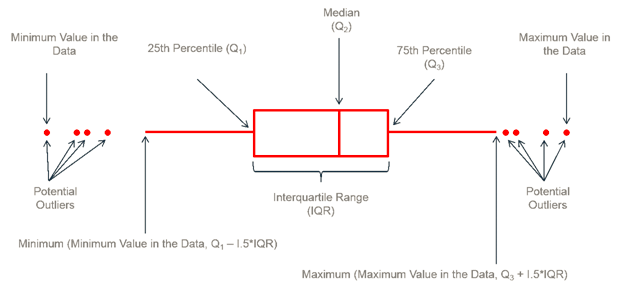 Median
(Q2)
Minimum Value in the
Data
25th Percentile (Q1)
75th Percentile
(Q3)
Maximum Value in
the Data
Potential
Outliers
Interquartile Range
(IQR)
Potential
Outliers
Minimum (Minimum Value in the Data, Q1 – I.5*IQR)
Maximum (Maximum Value in the Data, Q3 + I.5*IQR)